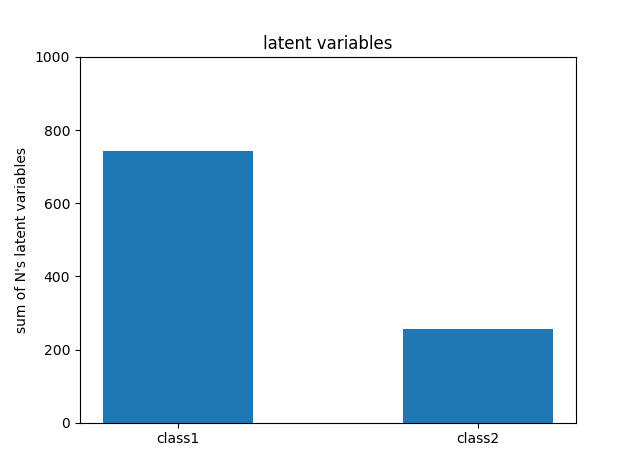 latent variables
1000
800
600
400
200
0
sum of N's latent variables
class1 class2